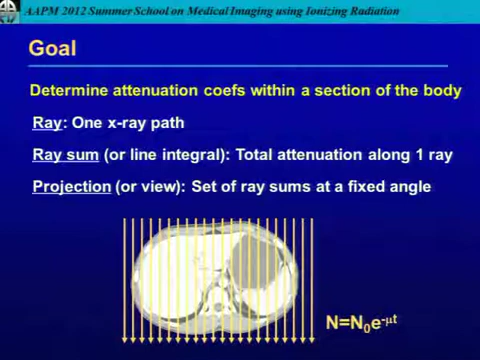 AAPM 2012 Summer School on Medical Imaging using Ionizing Radiation
Goal
Determine attenuation coefs within a section of the body
Ray: One x-ray path
Ray sum (or line integral): Total attenuation along 1 ray
Projection (or view): Set of ray sums at a fixed angle
N=N₀e^-μt